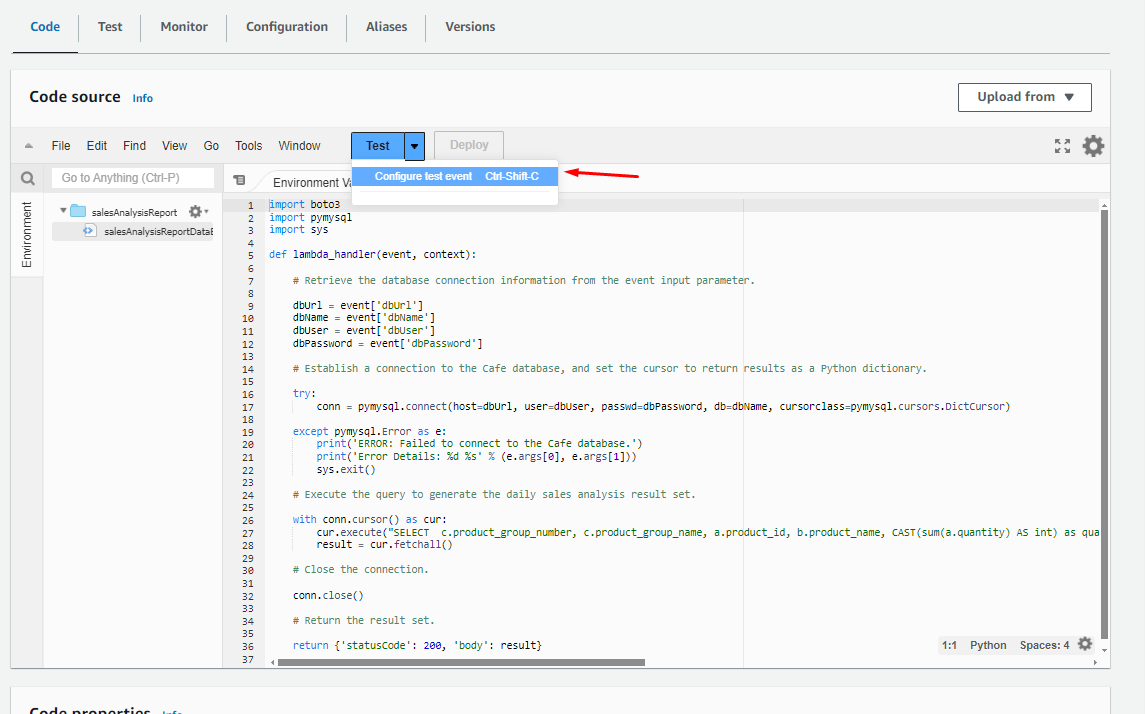 Code Test Monitor Configuration Aliases Versions
Code source Info
Upload from
File Edit Find View Go Tools Window Test Deploy
Go to Anything (Ctrl-P)
Environment Va
Configure test event Ctrl-Shift-C
Environment
salesAnalysisReport
salesAnalysisReportDataE
1 import boto3
2 import pymysql
3 import sys
4
5 def lambda_handler(event, context):
6
7 # Retrieve the database connection information from the event input parameter.
8
9 dbUrl = event['dbUrl']
10 dbName = event['dbName']
11 dbUser = event['dbUser']
12 dbPassword = event['dbPassword']
13
14 # Establish a connection to the Cafe database, and set the cursor to return results as a Python dictionary.
15
16 try:
17 conn = pymysql.connect(host=dbUrl, user=dbUser, passwd=dbPassword, db=dbName, cursorclass=pymysql.cursors.DictCursor)
18
19 except pymysql.Error as e:
20 print('ERROR: Failed to connect to the Cafe database.')
21 print('Error Details: %d %s' % (e.args[0], e.args[1]))
22 sys.exit()
23
24 # Execute the query to generate the daily sales analysis result set.
25
26 with conn.cursor() as cur:
27 cur.execute("SELECT  c.product_group_number, c.product_group_name, a.product_id, b.product_name, CAST(sum(a.quantity) AS int) as qua
28 result = cur.fetchall()
29
30 # Close the connection.
31
32 conn.close()
33
34 # Return the result set.
35
36 return {'statusCode': 200, 'body': result}
37
1:1 Python Spaces: 4
Code properties Info